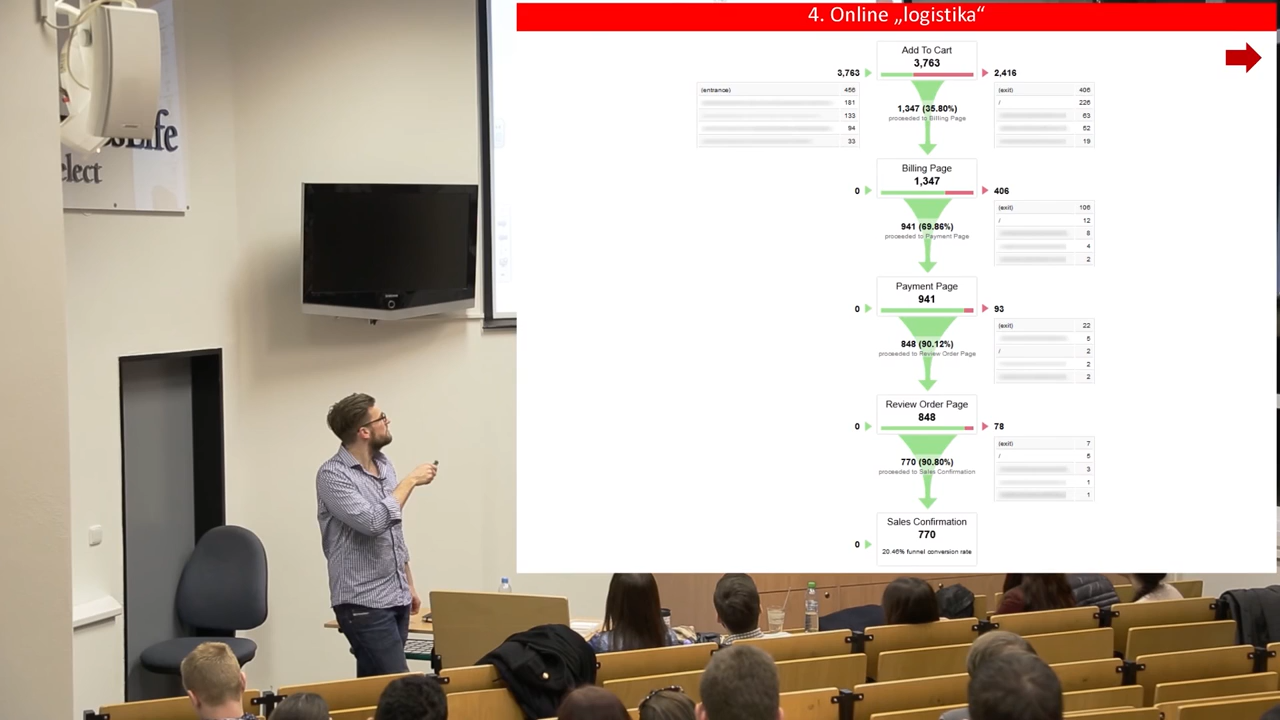 4. Online „logistika“
Add To Cart
3,763
3,763
2,416
(entrance) 456
181
133
94
33
(exit) 406
/ 226
63
52
19
1,347 (35.80%)
proceeded to Billing Page
Billing Page
1,347
0
406
(exit) 106
/ 12
8
4
2
941 (69.86%)
proceeded to Payment Page
Payment Page
941
0
93
(exit) 22
5
/ 2
2
2
848 (90.12%)
proceeded to Review Order Page
Review Order Page
848
0
78
(exit) 7
/ 5
3
1
1
770 (90.80%)
proceeded to Sales Confirmation
Sales Confirmation
770
0
20.46% funnel conversion rate
Life
elect